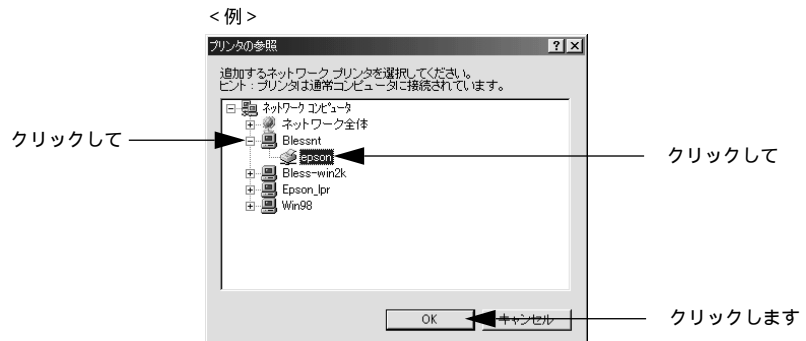 <例>
プリンタの参照
追加するネットワーク プリンタを選択してください。
ヒント：プリンタは通常コンピュータに接続されています。
ネットワーク コンピュータ
ネットワーク全体
クリックして
Blessnt
epson
クリックして
Bless-win2k
Epson_lpr
Win98
OK
キャンセル
クリックします